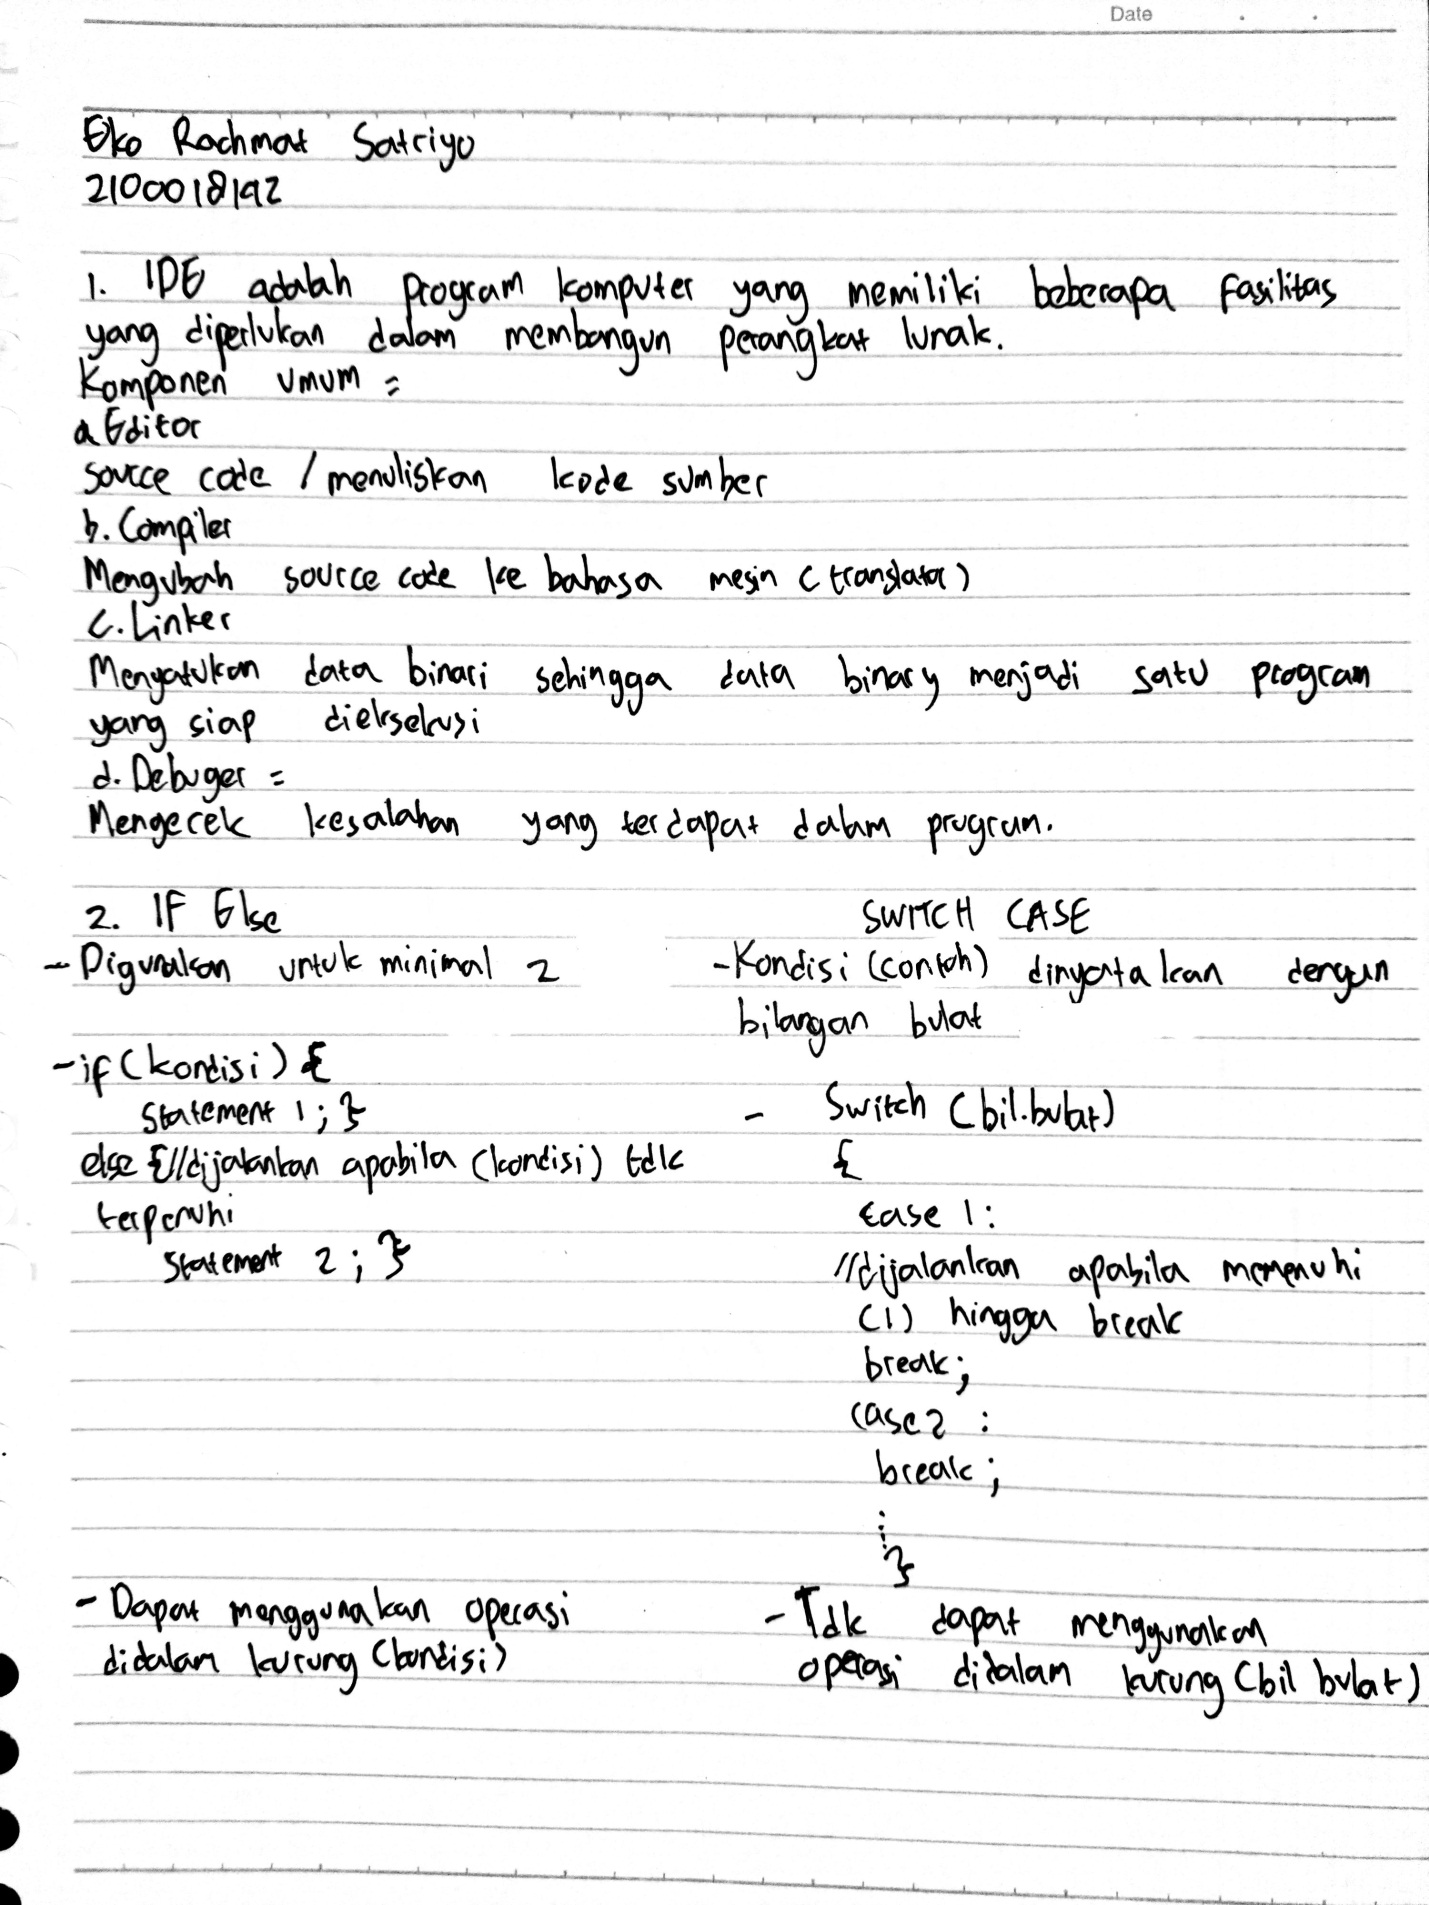 Date
Eko Rachmat Satriyo
2100018192
1. IDE adalah program komputer yang memiliki beberapa fasilitas
yang diperlukan dalam membangun perangkat lunak.
Komponen umum =
a. Editor
source code / menuliskan kode sumber
b. Compiler
Mengubah source code ke bahasa mesin (translator)
c. Linker
Menyatukan data binari sehingga data binary menjadi satu program
yang siap dieksekusi
d. Debuger =
Mengecek kesalahan yang terdapat dalam program.
2. IF Else
- Digunakan untuk minimal 2
- if (kondisi) {
statement 1 ; }
else {//dijalankan apabila (kondisi) tdk
terpenuhi
statement 2 ; }
- Dapat menggunakan operasi
didalam kurung (kondisi)
SWITCH CASE
- Kondisi (contoh) dinyatakan dengan
bilangan bulat
- Switch (bil.bulat)
{
case 1 :
//dijalankan apabila memenuhi
(1) hingga break
break ;
case 2 :
break ;
⋮
}
- Tdk dapat menggunakan
operasi didalam kurung (bil bulat)